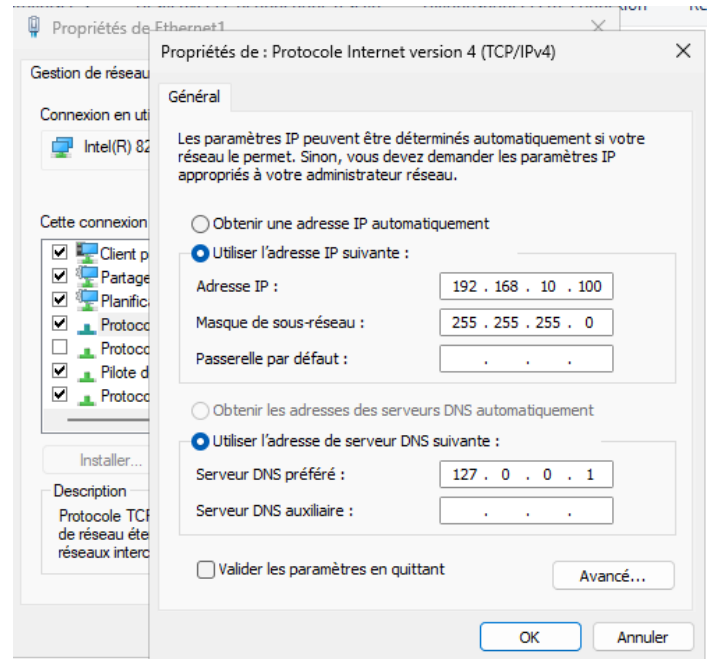 Propriétés de Ethernet1
Propriétés de : Protocole Internet version 4 (TCP/IPv4)
Gestion de réseau
Général
Connexion en uti
Intel(R) 82
Les paramètres IP peuvent être déterminés automatiquement si votre
réseau le permet. Sinon, vous devez demander les paramètres IP
appropriés à votre administrateur réseau.
Cette connexion
Client p
Partage
Planific
Protoco
Protoco
Pilote d
Protoco
Obtenir une adresse IP automatiquement
Utiliser l'adresse IP suivante :
Adresse IP : 192 . 168 . 10 . 100
Masque de sous-réseau : 255 . 255 . 255 . 0
Passerelle par défaut : . . .
Obtenir les adresses des serveurs DNS automatiquement
Utiliser l'adresse de serveur DNS suivante :
Serveur DNS préféré : 127 . 0 . 0 . 1
Serveur DNS auxiliaire : . . .
Installer...
Description
Protocole TCF
de réseau éte
réseaux interc
Valider les paramètres en quittant
Avancé...
OK
Annuler